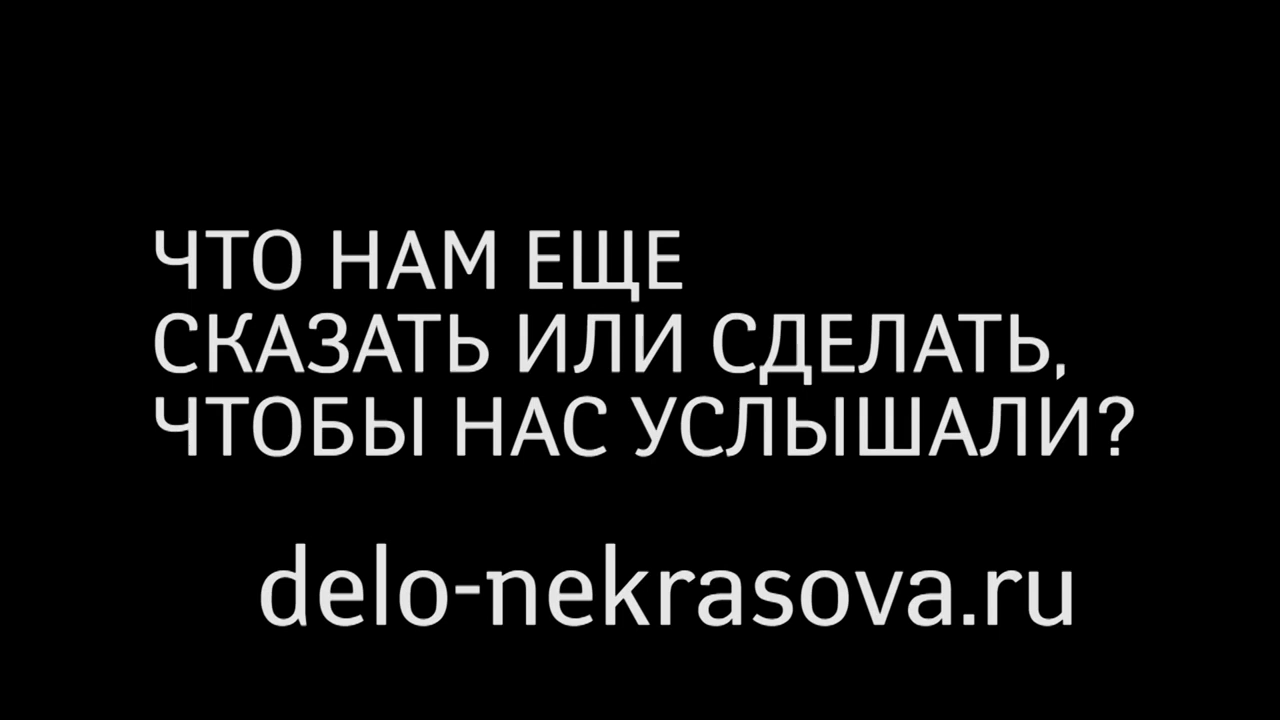 ЧТО НАМ ЕЩЕ
СКАЗАТЬ ИЛИ СДЕЛАТЬ,
ЧТОБЫ НАС УСЛЫШАЛИ?
delo-nekrasova.ru